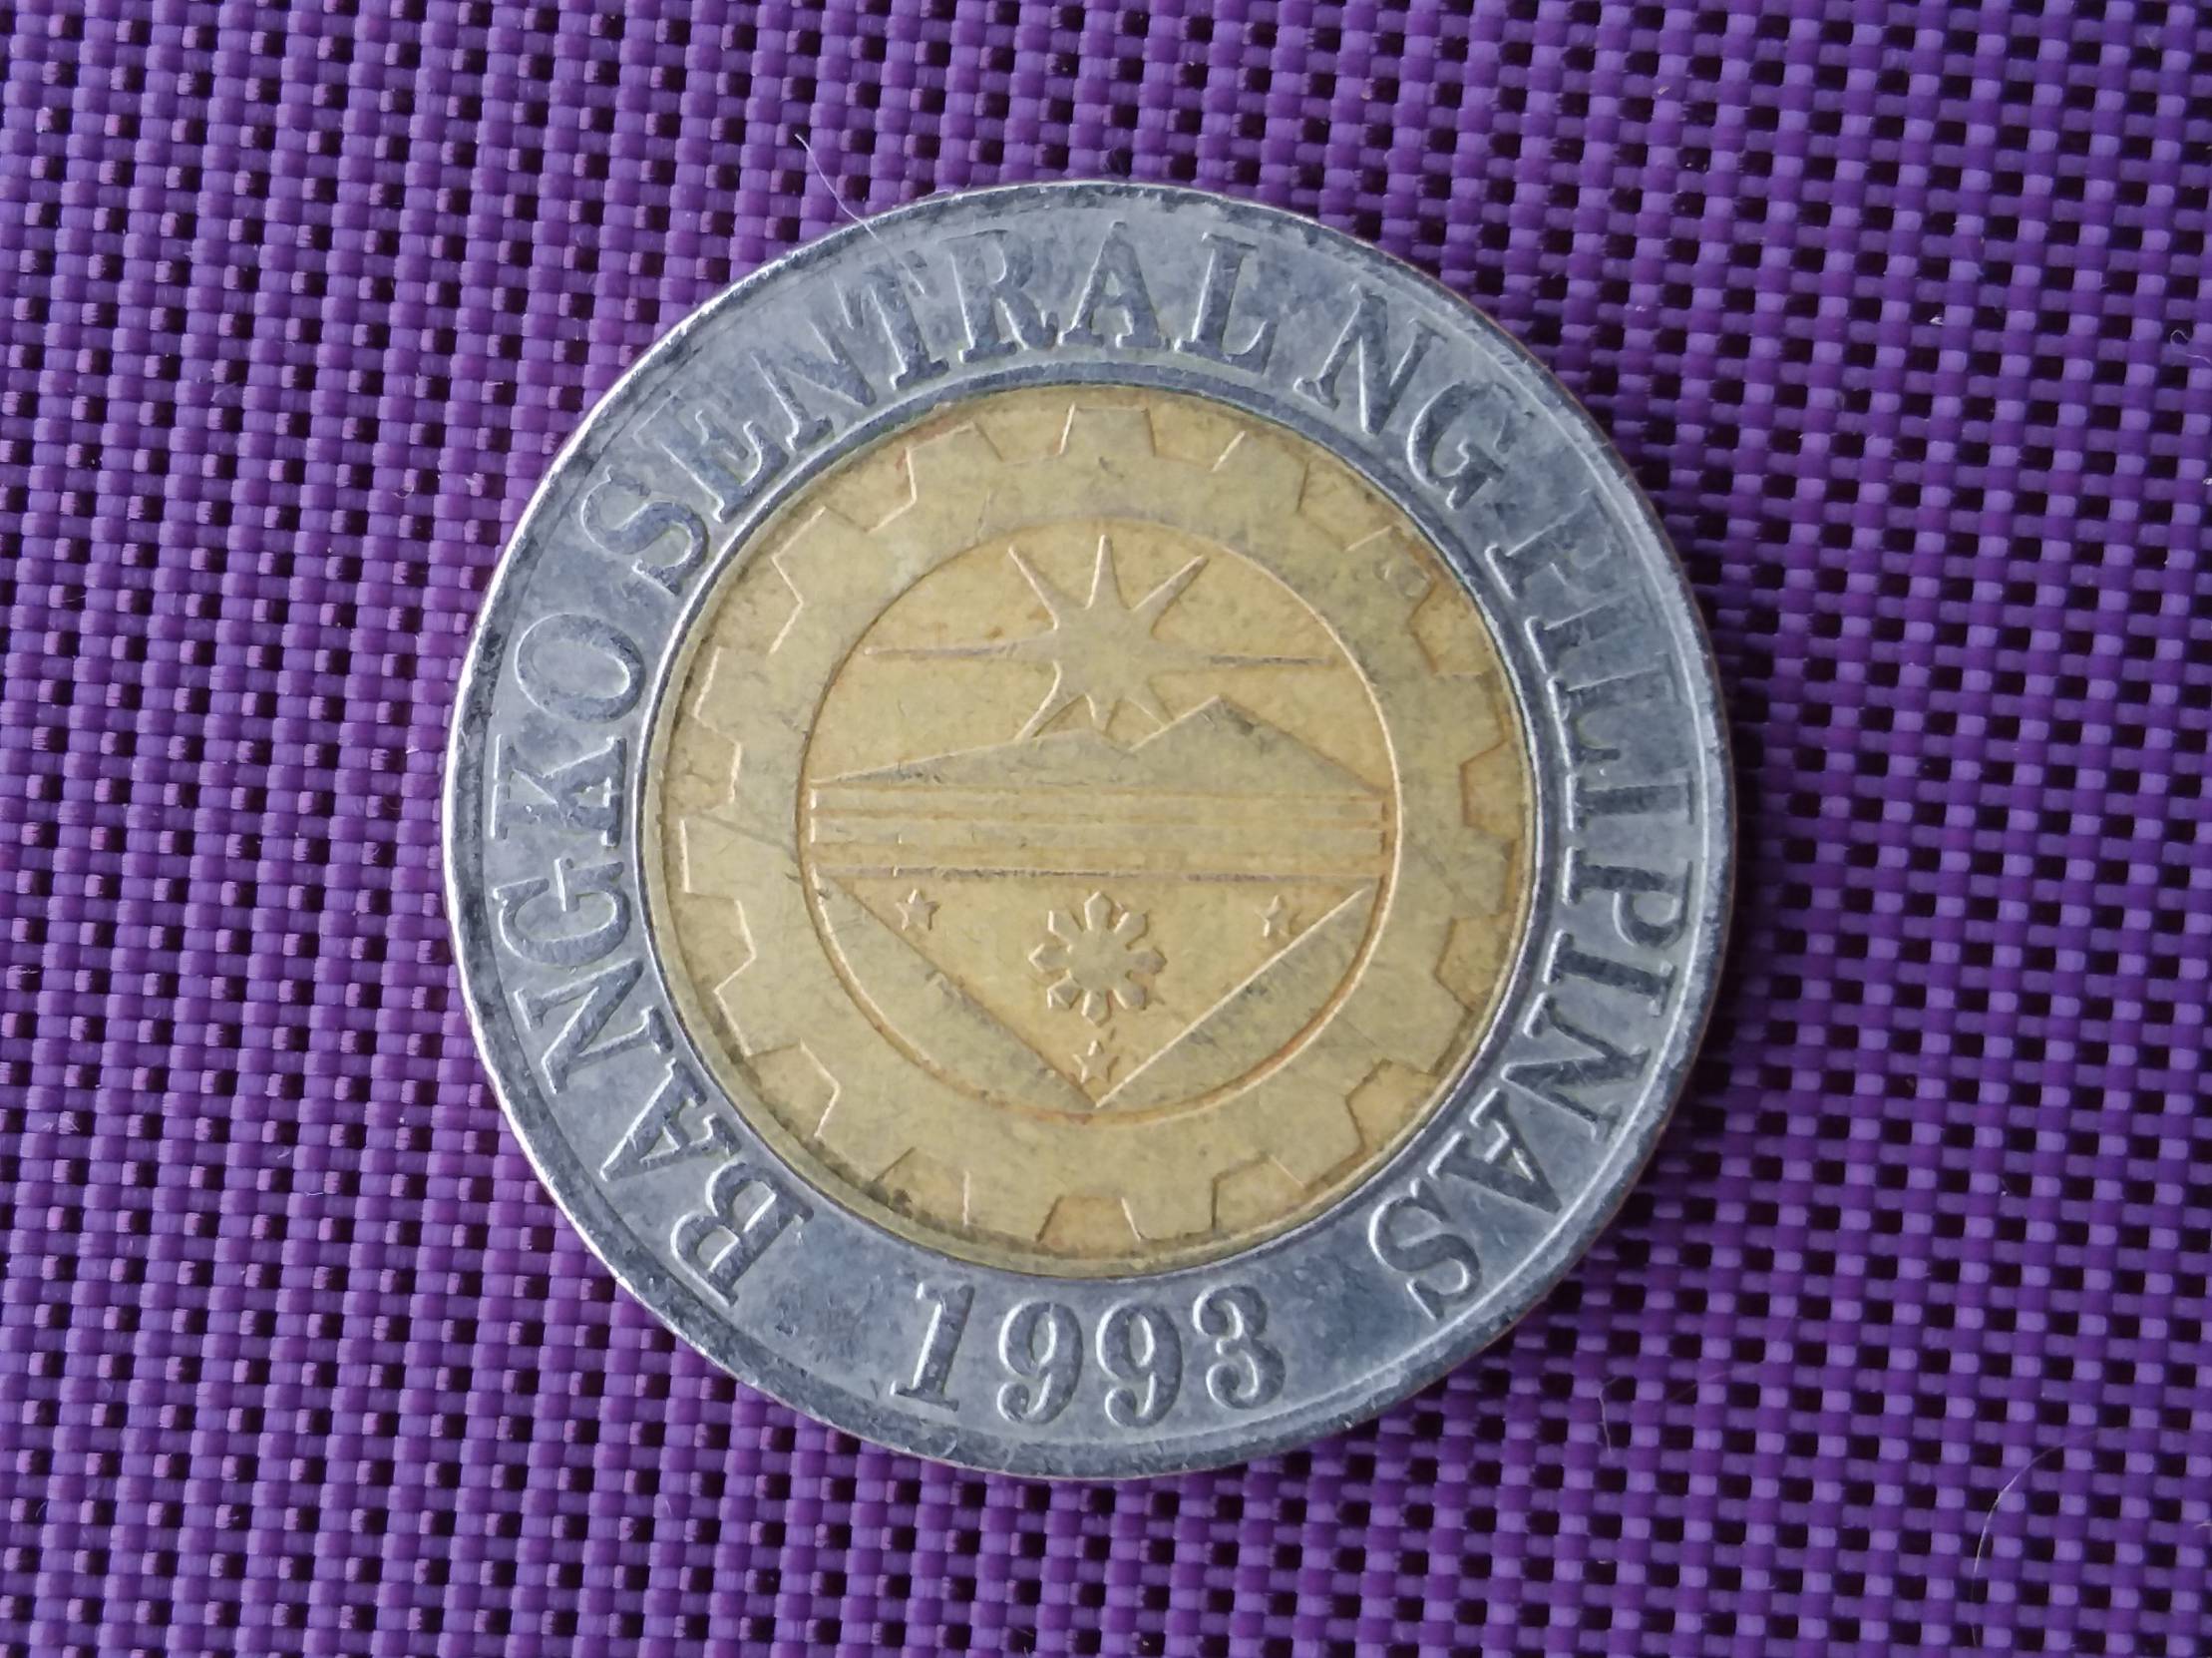 BANGKO SENTRAL NG PILIPINAS
1993